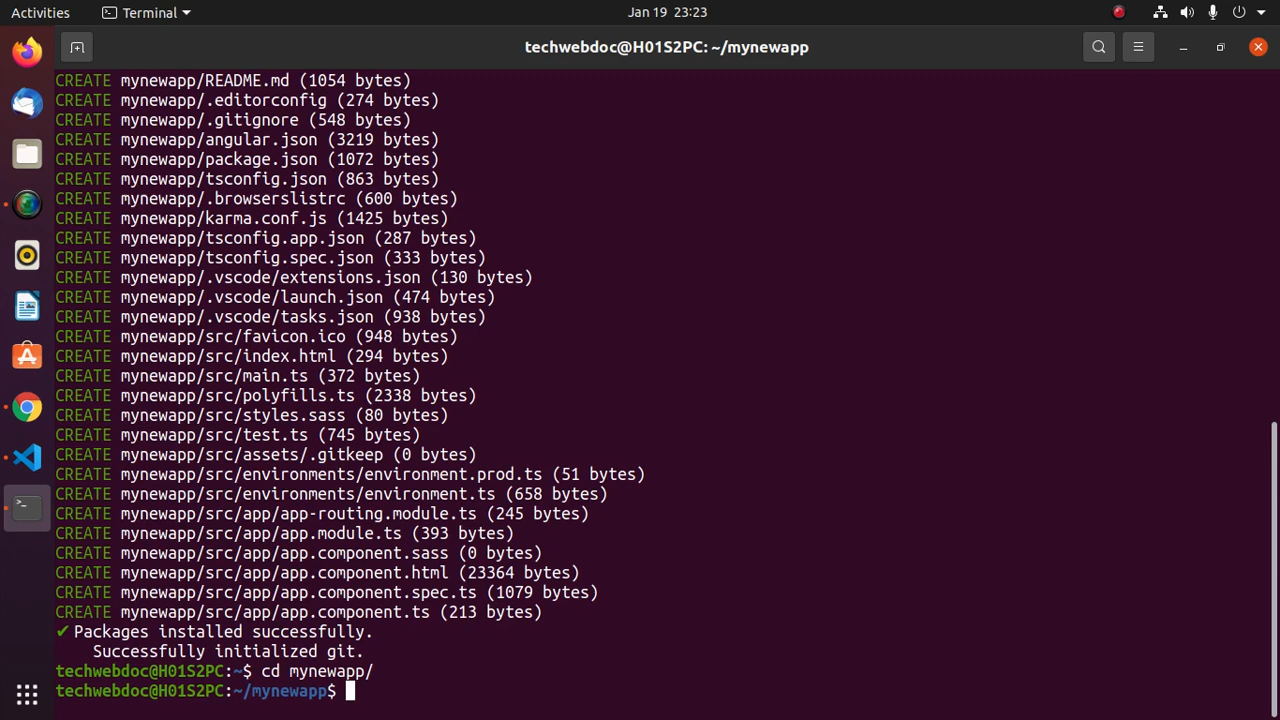 Activities
Terminal
Jan 19 23:23
techwebdoc@H01S2PC: ~/mynewapp
CREATE mynewapp/README.md (1054 bytes)
CREATE mynewapp/.editorconfig (274 bytes)
CREATE mynewapp/.gitignore (548 bytes)
CREATE mynewapp/angular.json (3219 bytes)
CREATE mynewapp/package.json (1072 bytes)
CREATE mynewapp/tsconfig.json (863 bytes)
CREATE mynewapp/.browserslistrc (600 bytes)
CREATE mynewapp/karma.conf.js (1425 bytes)
CREATE mynewapp/tsconfig.app.json (287 bytes)
CREATE mynewapp/tsconfig.spec.json (333 bytes)
CREATE mynewapp/.vscode/extensions.json (130 bytes)
CREATE mynewapp/.vscode/launch.json (474 bytes)
CREATE mynewapp/.vscode/tasks.json (938 bytes)
CREATE mynewapp/src/favicon.ico (948 bytes)
CREATE mynewapp/src/index.html (294 bytes)
CREATE mynewapp/src/main.ts (372 bytes)
CREATE mynewapp/src/polyfills.ts (2338 bytes)
CREATE mynewapp/src/styles.sass (80 bytes)
CREATE mynewapp/src/test.ts (745 bytes)
CREATE mynewapp/src/assets/.gitkeep (0 bytes)
CREATE mynewapp/src/environments/environment.prod.ts (51 bytes)
CREATE mynewapp/src/environments/environment.ts (658 bytes)
CREATE mynewapp/src/app/app-routing.module.ts (245 bytes)
CREATE mynewapp/src/app/app.module.ts (393 bytes)
CREATE mynewapp/src/app/app.component.sass (0 bytes)
CREATE mynewapp/src/app/app.component.html (23364 bytes)
CREATE mynewapp/src/app/app.component.spec.ts (1079 bytes)
CREATE mynewapp/src/app/app.component.ts (213 bytes)
✔ Packages installed successfully.
Successfully initialized git.
techwebdoc@H01S2PC:~$ cd mynewapp/
techwebdoc@H01S2PC:~/mynewapp$